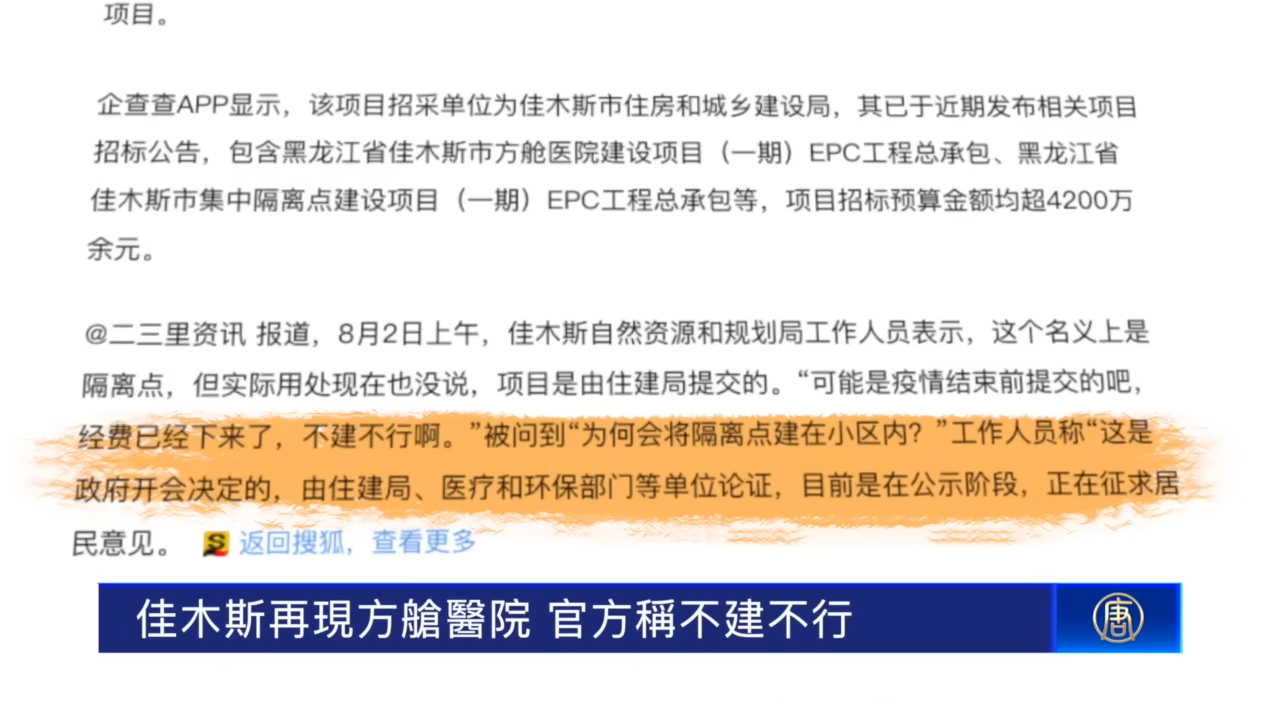 项目。
企查查APP显示，该项目招采单位为佳木斯市住房和城乡建设局，其已于近期发布相关项目
招标公告，包含黑龙江省佳木斯市方舱医院建设项目（一期）EPC工程总承包、黑龙江省
佳木斯市集中隔离点建设项目（一期）EPC工程总承包等，项目招标预算金额均超4200万
余元。
@二三里资讯 报道，8月2日上午，佳木斯自然资源和规划局工作人员表示，这个名义上是
隔离点，但实际用处现在也没说，项目是由住建局提交的。“可能是疫情结束前提交的吧，
经费已经下来了，不建不行啊。”被问到“为何会将隔离点建在小区内？”工作人员称“这是
政府开会决定的，由住建局、医疗和环保部门等单位论证，目前是在公示阶段，正在征求居
民意见。 S 返回搜狐，查看更多
佳木斯再現方艙醫院 官方稱不建不行
唐